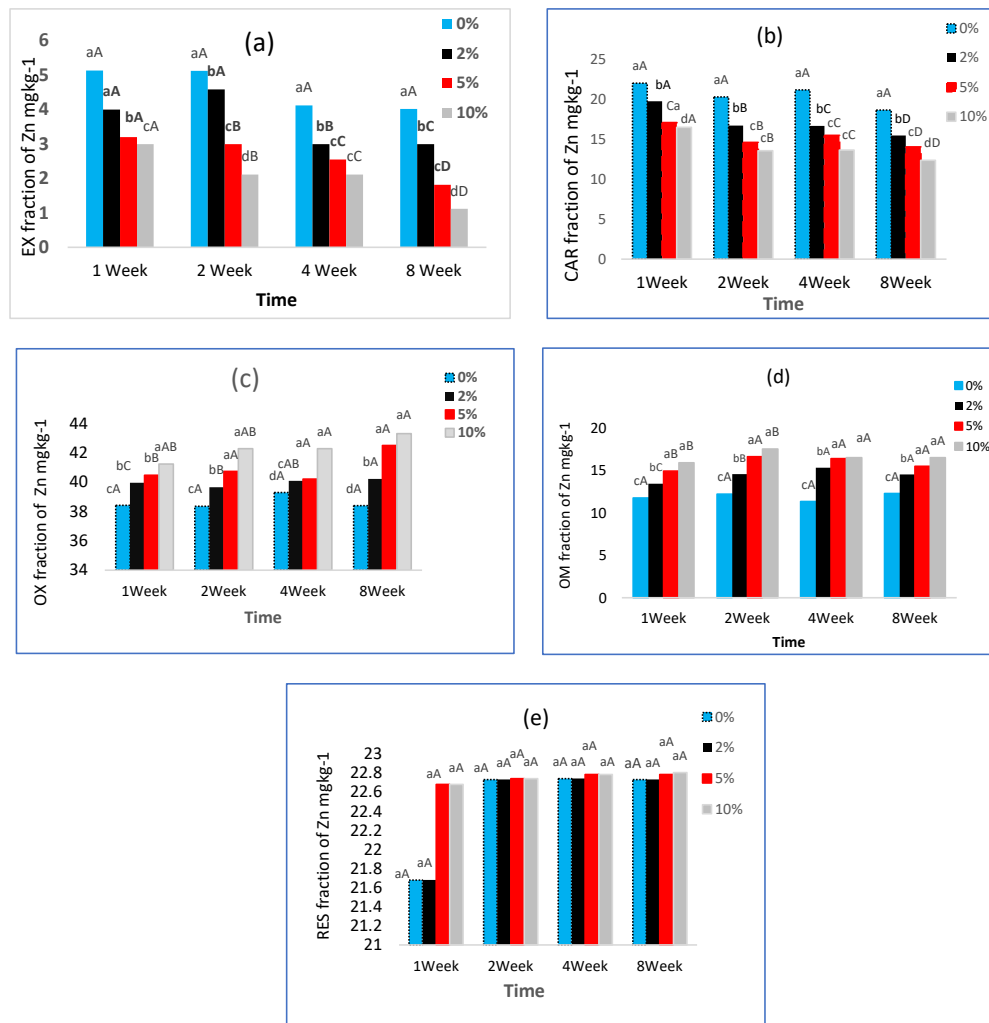 (a)
0%
2%
5%
10%
EX fraction of Zn mgkg-1
6
5
4
3
2
1
0
aA aA bA cA
aA bA cB dB
aA bB cC cC
aA bC cD dD
1 Week 2 Week 4 Week 8 Week
Time
(b)
0%
2%
5%
10%
CAR fraction of Zn mgkg-1
25
20
15
10
5
0
aA bA Ca dA
aA bB cB cB
aA bC cC cC
aA bD cD dD
1Week 2Week 4Week 8Week
Time
(c)
0%
2%
5%
10%
OX fraction of Zn mgkg-1
44
42
40
38
36
34
cA bC bB aAB
cA bB aA aAB
dA cAB aA aA
dA bA aA aA
1Week 2Week 4Week 8Week
Time
(d)
0%
2%
5%
10%
OM fraction of Zn mgkg-1
20
15
10
5
0
cA bC aB aB
cA bB aA aB
cA bA aA aA
cA bA aA aA
1Week 2Week 4Week 8Week
Time
(e)
0%
2%
5%
10%
RES fraction of Zn mgkg-1
23
22.8
22.6
22.4
22.2
22
21.8
21.6
21.4
21.2
21
aA aA aA aA
aA aA aA aA
aA aA aA aA
aA aA aA aA
1Week 2Week 4Week 8Week
Time